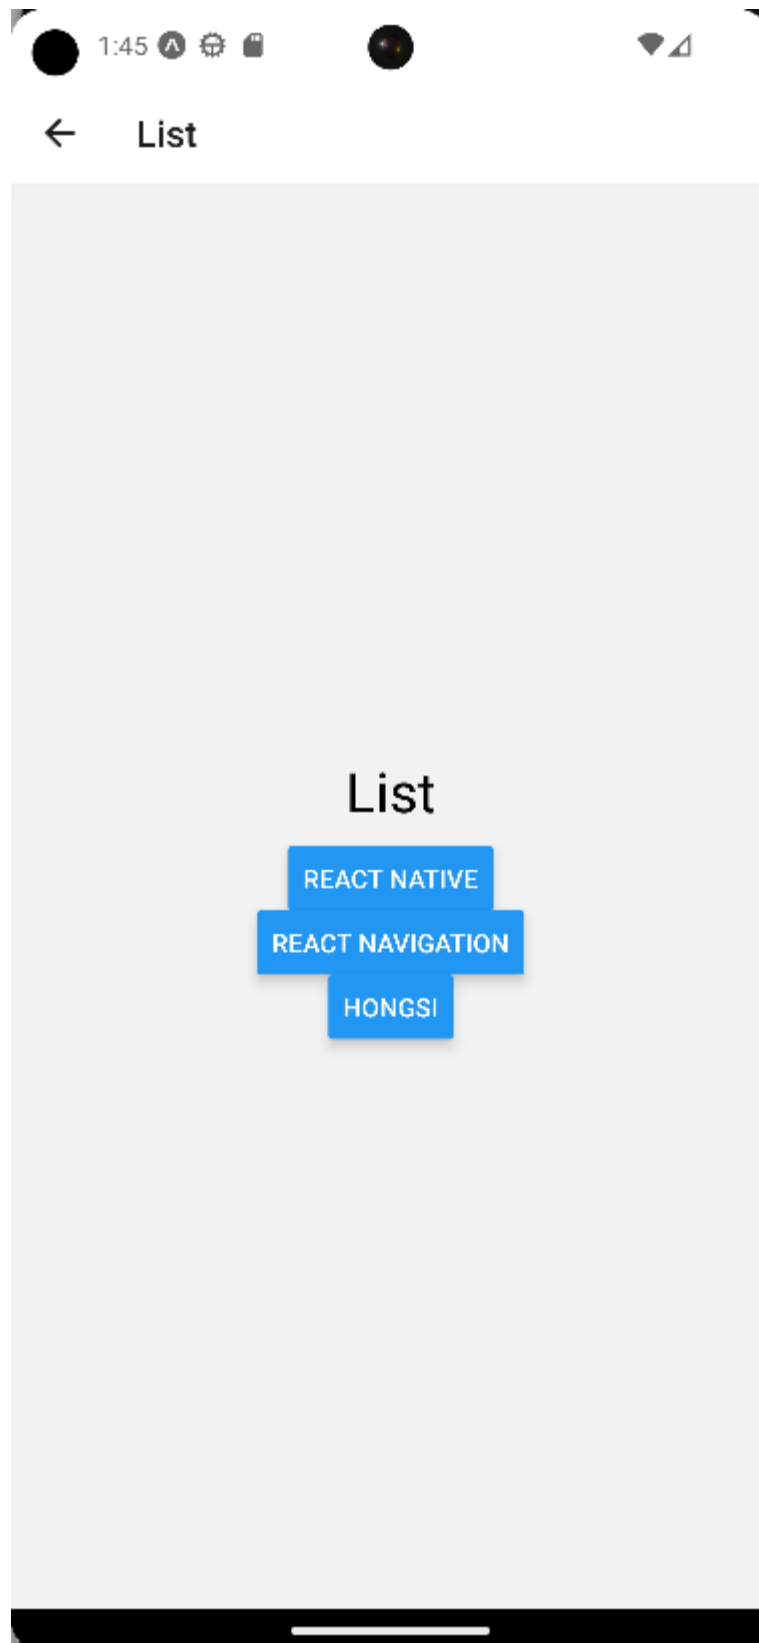 1:45
List
List
REACT NATIVE
REACT NAVIGATION
HONGSI